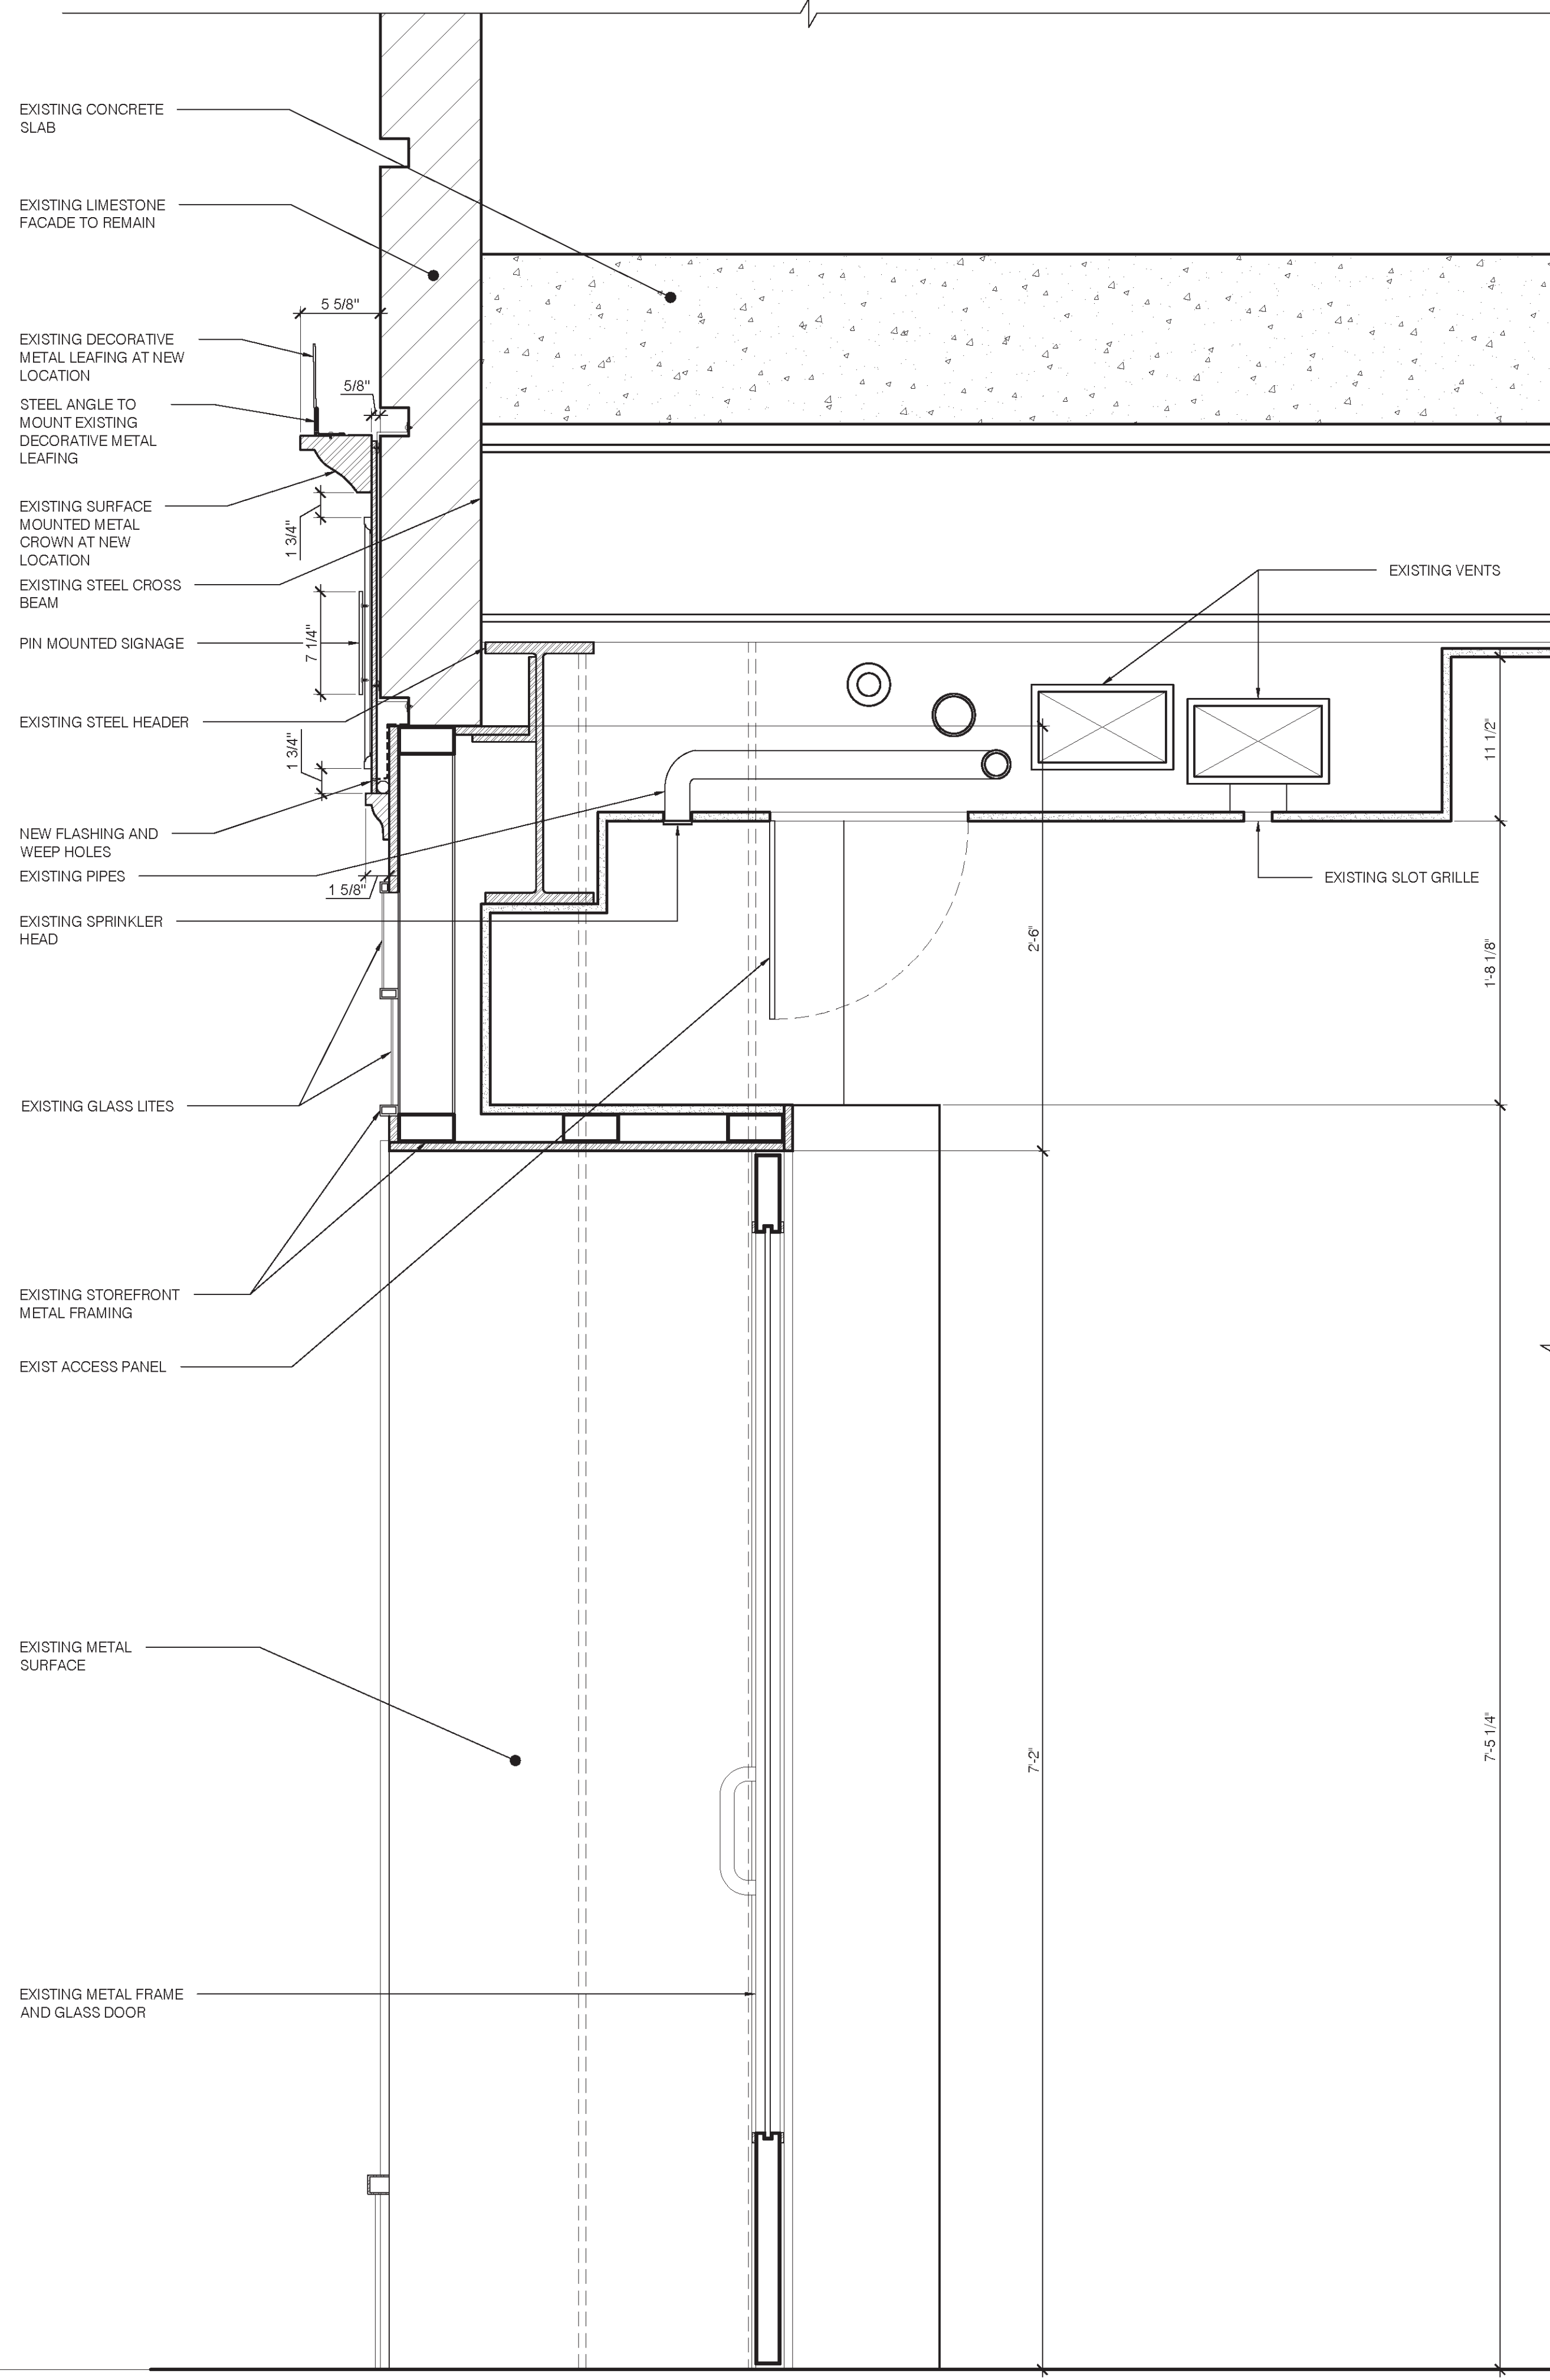 EXISTING CONCRETE
SLAB
EXISTING LIMESTONE
FACADE TO REMAIN
5 5/8"
EXISTING DECORATIVE
METAL LEAFING AT NEW
LOCATION
5/8"
STEEL ANGLE TO
MOUNT EXISTING
DECORATIVE METAL
LEAFING
EXISTING SURFACE
MOUNTED METAL
CROWN AT NEW
LOCATION
1 3/4"
EXISTING STEEL CROSS
BEAM
EXISTING VENTS
PIN MOUNTED SIGNAGE
7 1/4"
EXISTING STEEL HEADER
1 3/4"
11 1/2"
NEW FLASHING AND
WEEP HOLES
EXISTING PIPES
1 5/8"
EXISTING SLOT GRILLE
EXISTING SPRINKLER
HEAD
2'-6"
1'-8 1/8"
EXISTING GLASS LITES
EXISTING STOREFRONT
METAL FRAMING
EXIST ACCESS PANEL
EXISTING METAL
SURFACE
7'-2"
7'-5 1/4"
EXISTING METAL FRAME
AND GLASS DOOR